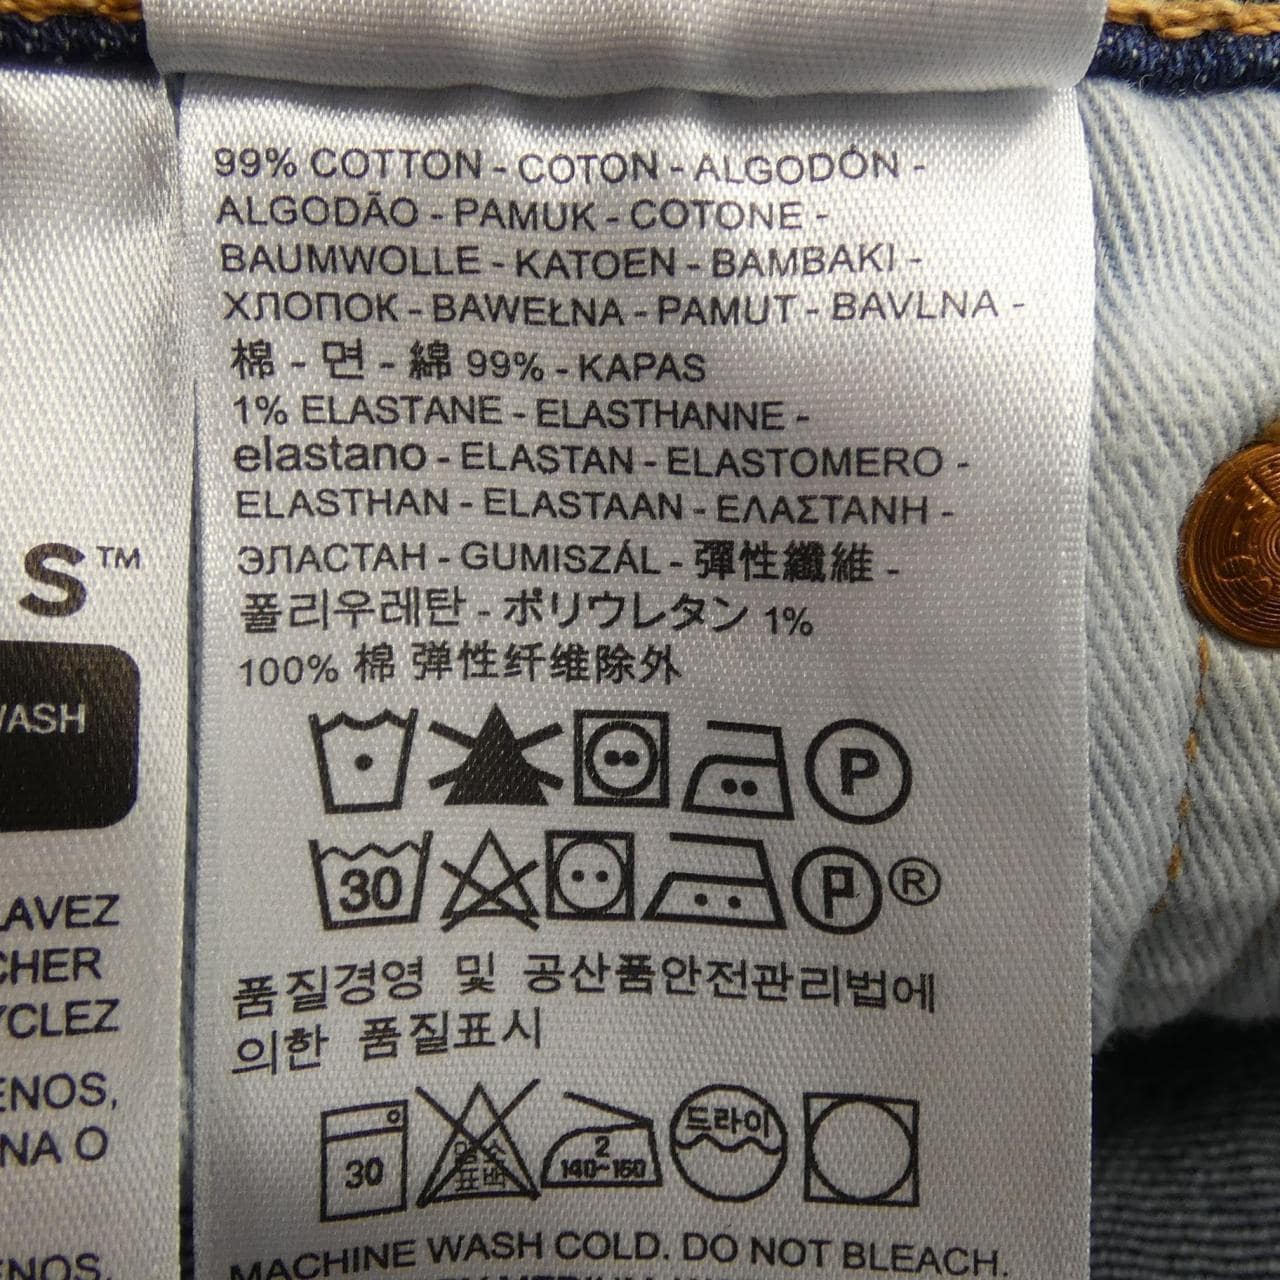 99% COTTON - COTON - ALGODÓN -
ALGODÃO - PAMUK - COTONE -
BAUMWOLLE - KATOEN - BAMBAKI -
ХЛОПОК - BAWEŁNA - PAMUT - BAVLNA -
棉 - 면 - 綿 99% - KAPAS
1% ELASTANE - ELASTHANNE -
elastano - ELASTAN - ELASTOMERO -
ELASTHAN - ELASTAAN - ΕΛΑΣΤΑΝΗ -
ЭЛАСТАН - GUMISZÁL - 彈性纖維 -
폴리우레탄 - ポリウレタン 1%
100% 棉 弹性纤维除外
P
30 P ®
품질경영 및 공산품안전관리법에
의한 품질표시
30 염소 표백 2 140~160 드라이
MACHINE WASH COLD. DO NOT BLEACH.
S™
WASH
LAVEZ
CHER
YCLEZ
ENOS,
NA O
ENOS.